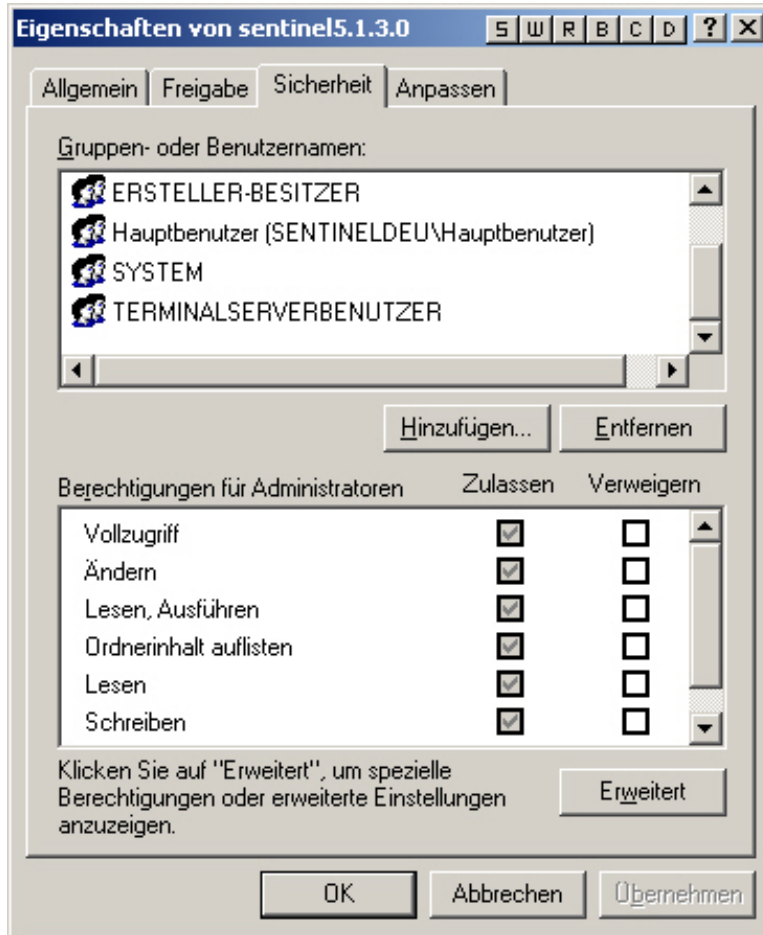 Eigenschaften von sentinel5.1.3.0 S W R B C D ? X
Allgemein Freigabe Sicherheit Anpassen
Gruppen- oder Benutzernamen:
ERSTELLER-BESITZER
Hauptbenutzer (SENTINELDEU\Hauptbenutzer)
SYSTEM
TERMINALSERVERBENUTZER
Hinzufügen... Entfernen
Berechtigungen für Administratoren Zulassen Verweigern
Vollzugriff
Ändern
Lesen, Ausführen
Ordnerinhalt auflisten
Lesen
Schreiben
Klicken Sie auf "Erweitert", um spezielle
Berechtigungen oder erweiterte Einstellungen
anzuzeigen.
Erweitert
OK Abbrechen Übernehmen